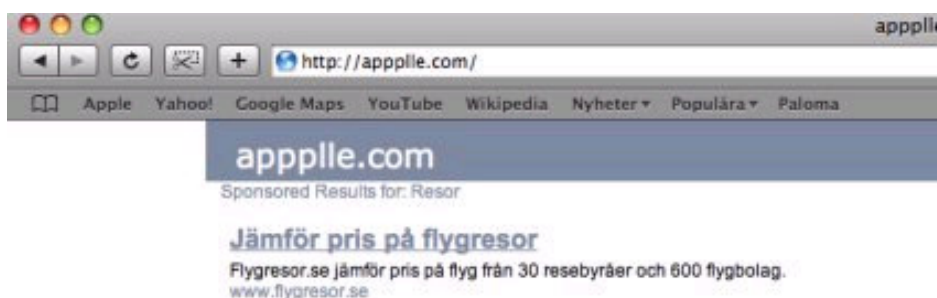 appplle
http://appplle.com/
Apple Yahoo! Google Maps YouTube Wikipedia Nyheter Populära Paloma
appplle.com
Sponsored Results for: Resor
Jämför pris på flygresor
Flygresor.se jämför pris på flyg från 30 resebyråer och 600 flygbolag.
www.flygresor.se